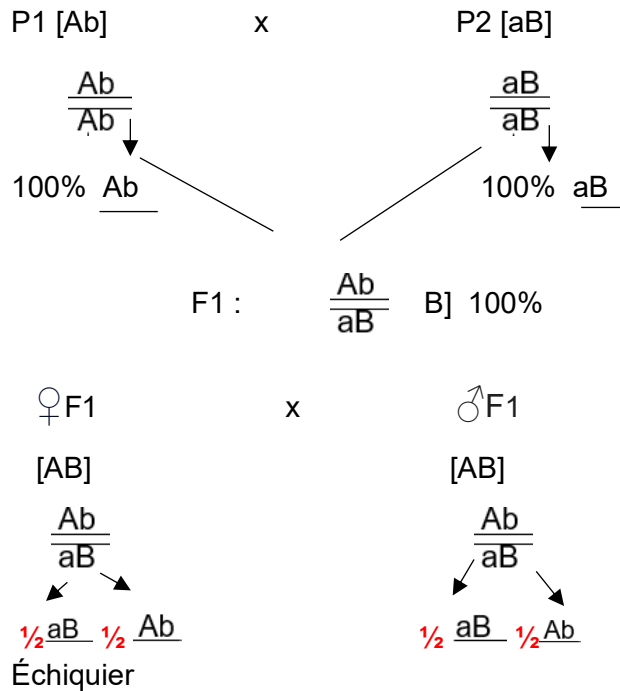 P1 [Ab] x P2 [aB]
Ab aB
Ab aB
100% Ab 100% aB
Ab
F1 : B] 100%
aB
♀F1 x ♂F1
[AB] [AB]
Ab Ab
aB aB
½ aB ½ Ab ½ aB ½ Ab
Échiquier